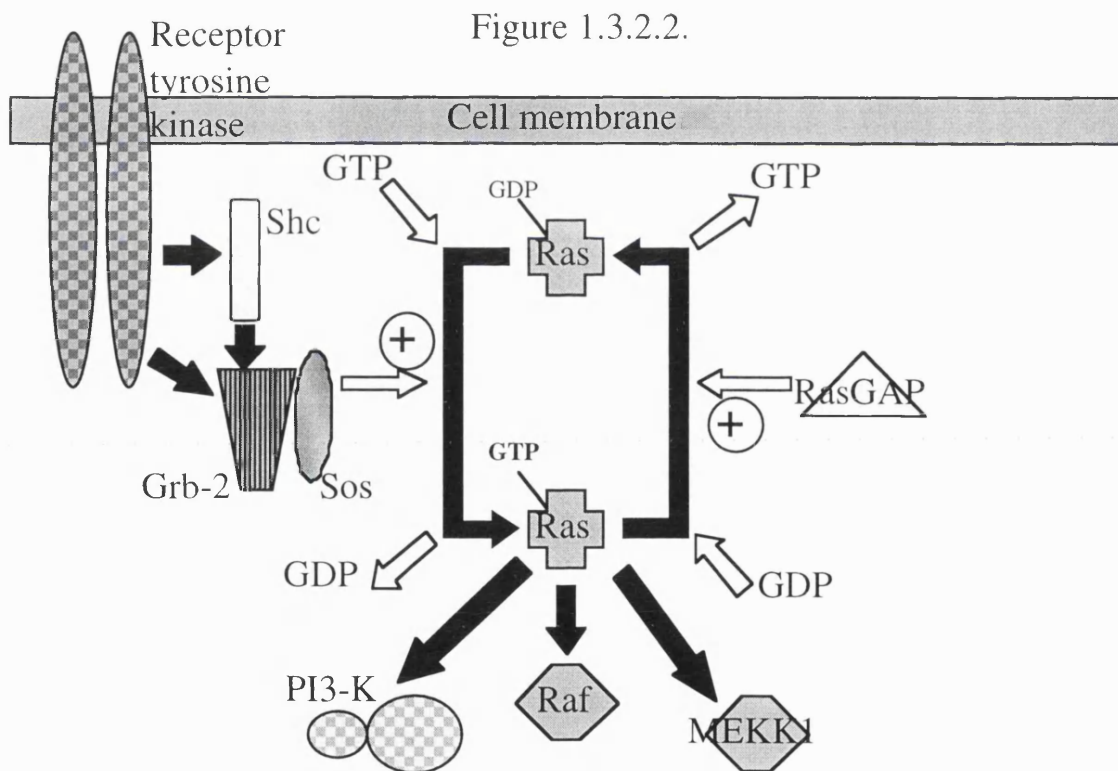 Figure 1.3.2.2.
Receptor
tyrosine
kinase
Cell membrane
GTP
GDP
GTP
Shc
Ras
+
RasGAP
+
GTP
Grb-2
Sos
Ras
GDP
GDP
PI3-K
Raf
MEKK1